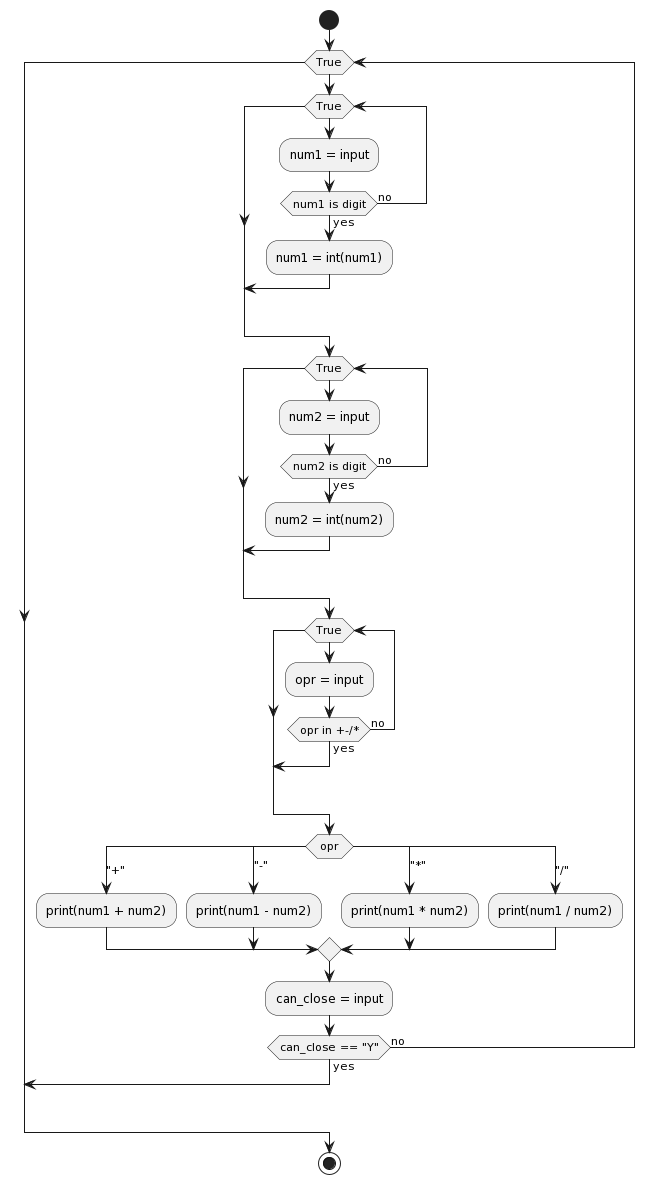 True
True
num1 = input
num1 is digit
no
yes
num1 = int(num1)
True
num2 = input
num2 is digit
no
yes
num2 = int(num2)
True
opr = input
opr in +-/*
no
yes
opr
"+"
"-"
"*"
"/"
print(num1 + num2)
print(num1 - num2)
print(num1 * num2)
print(num1 / num2)
can_close = input
can_close == "Y"
no
yes